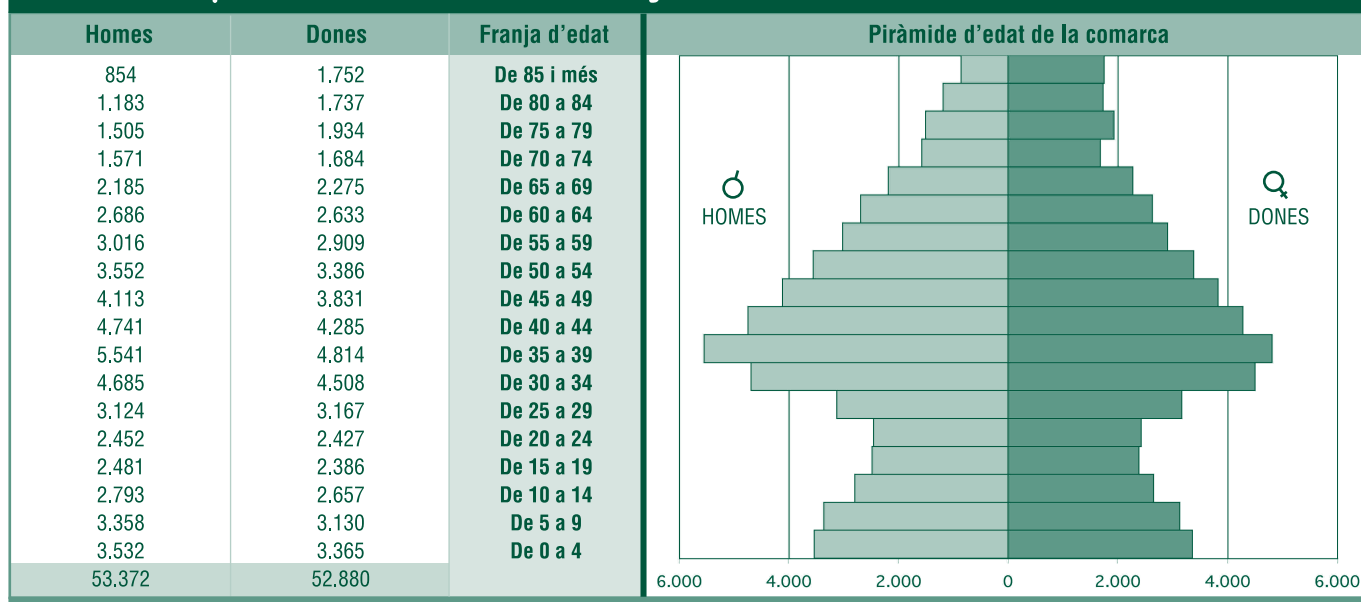 Homes Dones Franja d'edat Piràmide d'edat de la comarca
854 1.752 De 85 i més
1.183 1.737 De 80 a 84
1.505 1.934 De 75 a 79
1.571 1.684 De 70 a 74
2.185 2.275 De 65 a 69
2.686 2.633 De 60 a 64
3.016 2.909 De 55 a 59
3.552 3.386 De 50 a 54
4.113 3.831 De 45 a 49
4.741 4.285 De 40 a 44
5.541 4.814 De 35 a 39
4.685 4.508 De 30 a 34
3.124 3.167 De 25 a 29
2.452 2.427 De 20 a 24
2.481 2.386 De 15 a 19
2.793 2.657 De 10 a 14
3.358 3.130 De 5 a 9
3.532 3.365 De 0 a 4
53.372 52.880
HOMES DONES
6.000 4.000 2.000 0 2.000 4.000 6.000